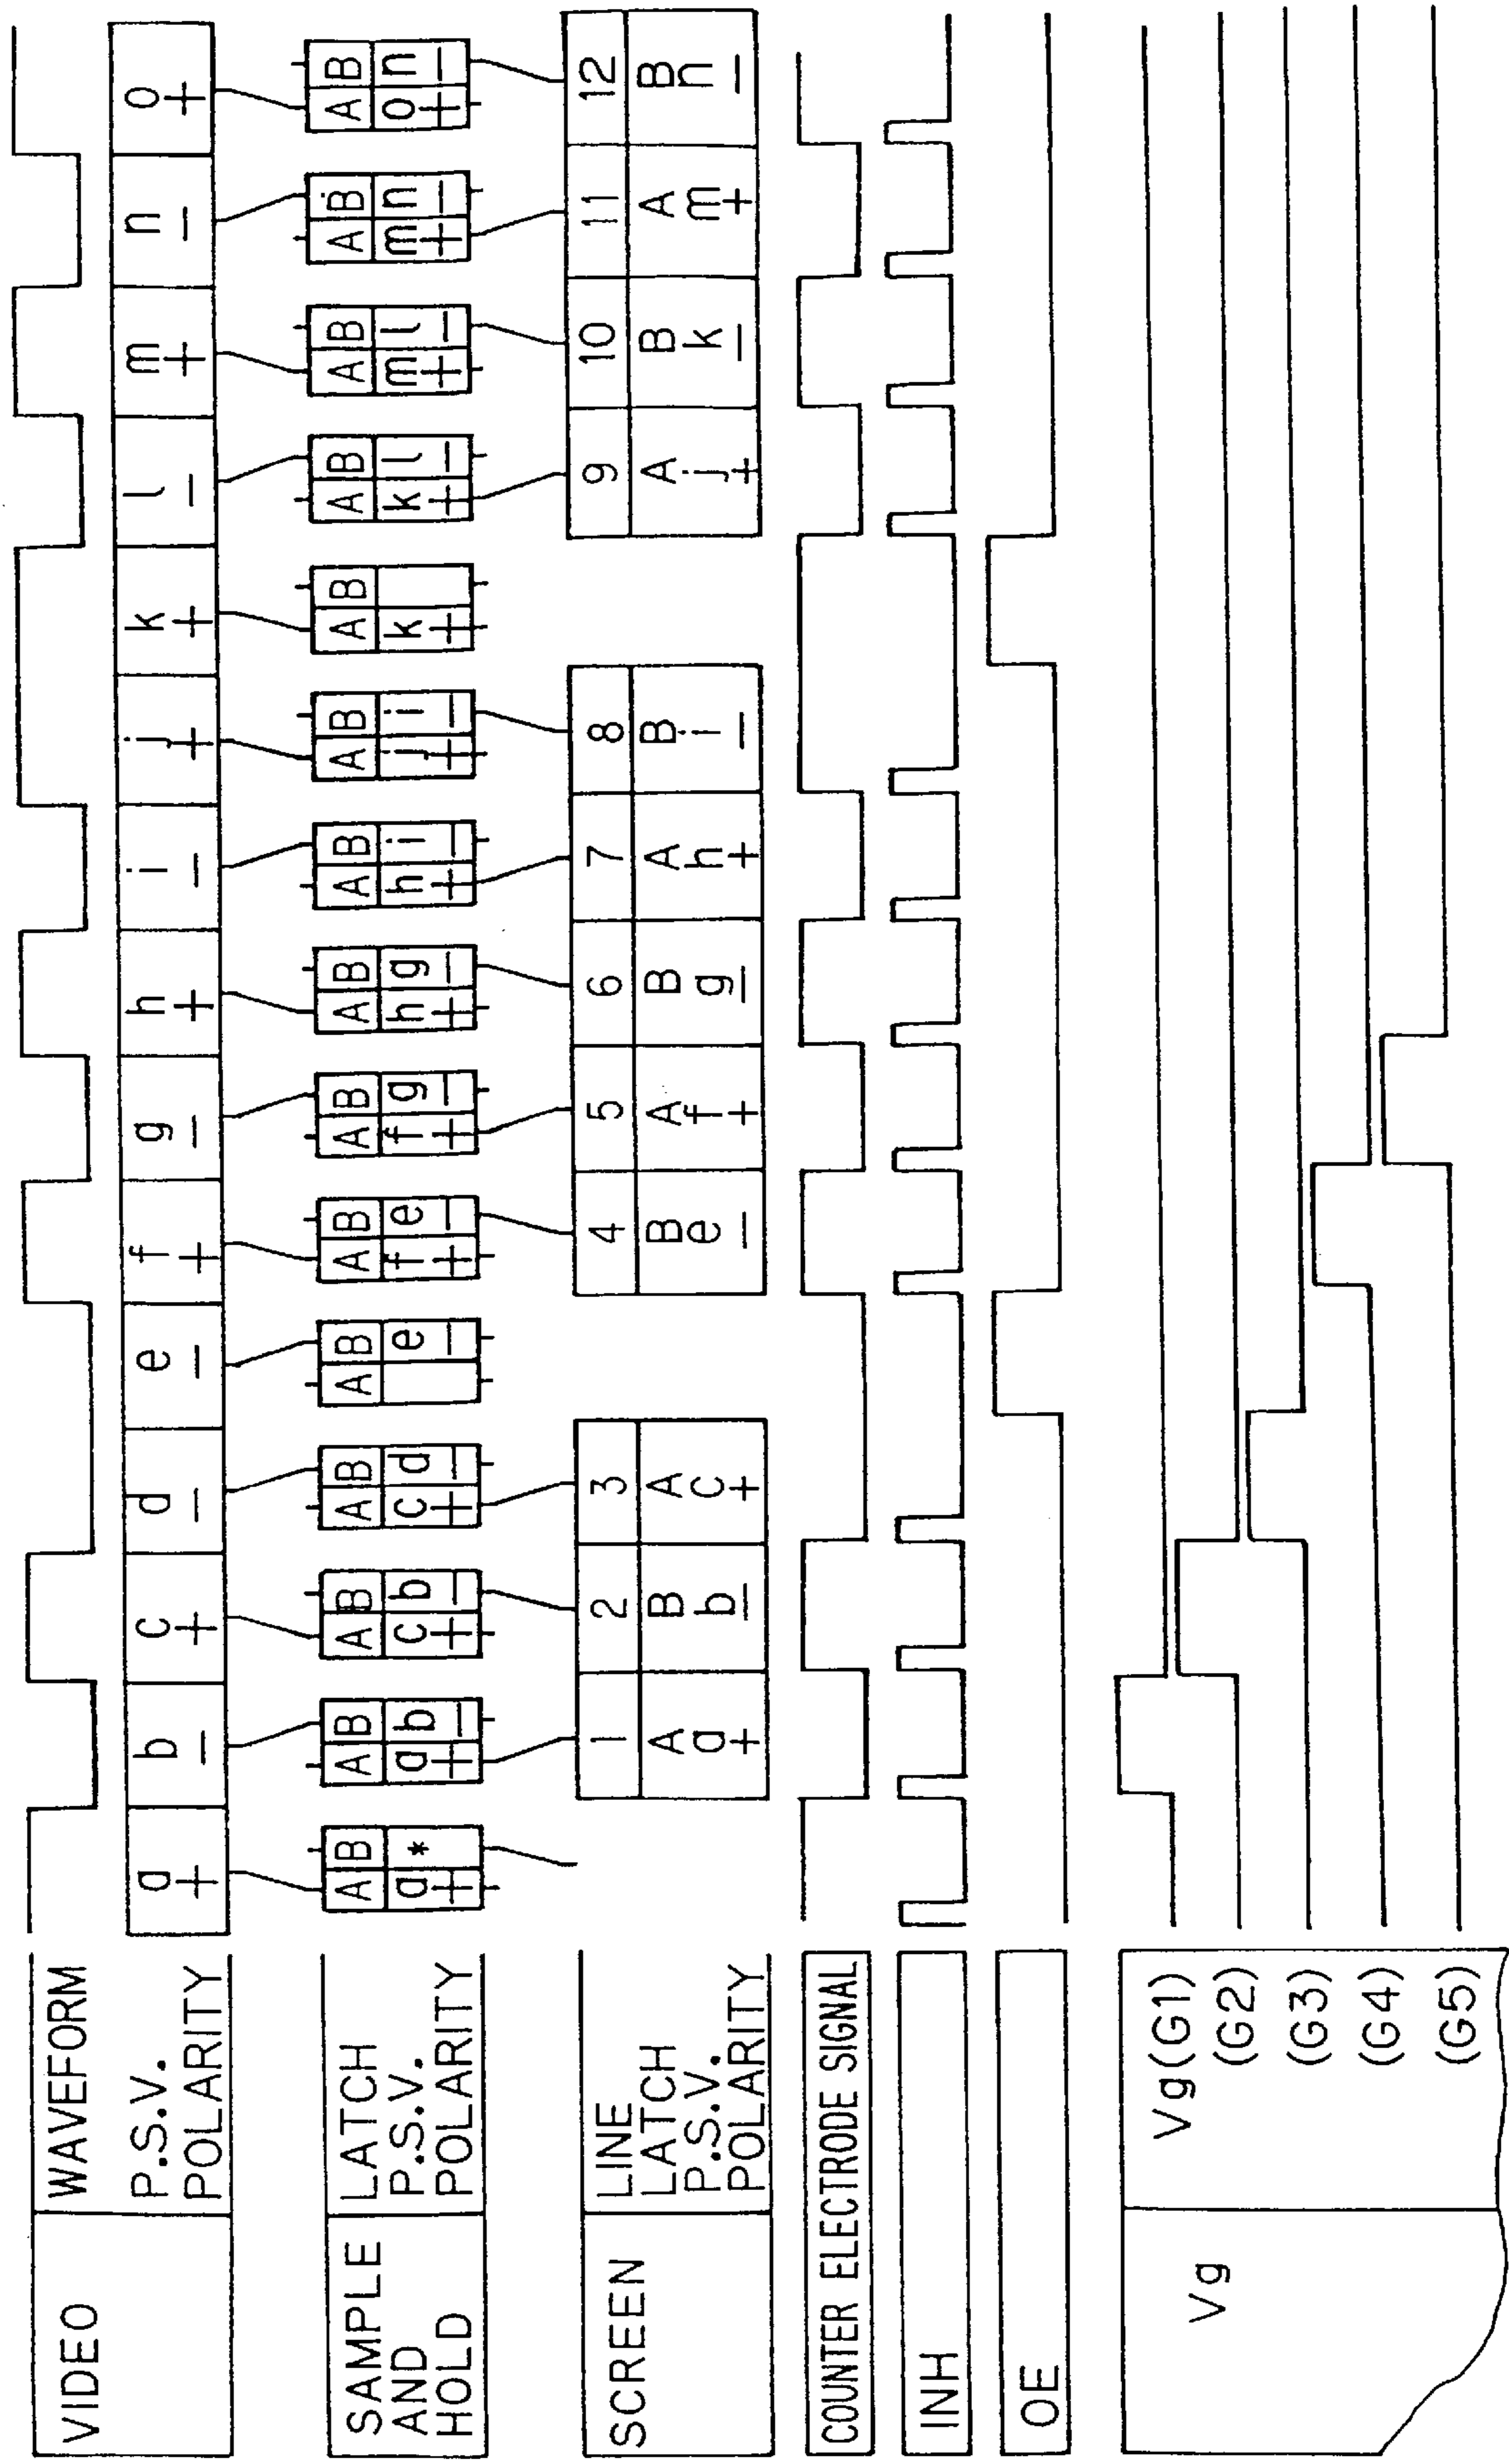 VIDEO
WAVEFORM
P.S.V.
POLARITY
a b c d e f g h i j k l m n o
+ − + − − + − + − + + − + − +
SAMPLE
AND
HOLD
LATCH
P.S.V.
POLARITY
A B A B A B A B A B A B A B A B A B A B A B A B A B A B A B
a * a b c b c d e f e f g h g h i j i k k l m l m n o n
+ + − + − + − − + − + − + − + − + − + + − + − + − + −
SCREEN
LINE
LATCH
P.S.V.
POLARITY
1 2 3 4 5 6 7 8 9 10 11 12
A B A B A B A B A B A B
a b c e f g h i j k m n
+ − + − + − + − + − + −
COUNTER ELECTRODE SIGNAL
INH
OE
Vg
Vg(G1)
(G2)
(G3)
(G4)
(G5)